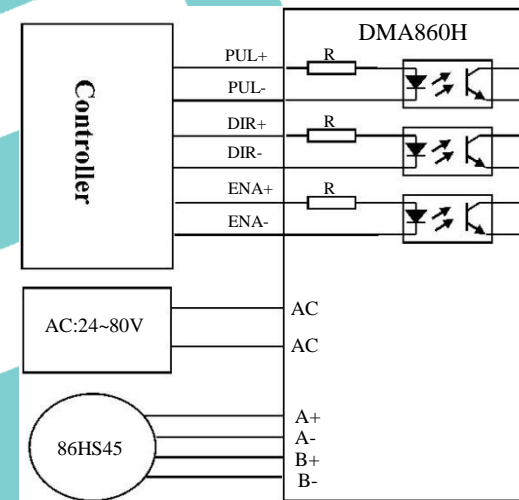 DMA860H
PUL+
R
PUL-
DIR+
R
DIR-
ENA+
R
ENA-
Controller
AC:24~80V
AC
AC
86HS45
A+
A-
B+
B-